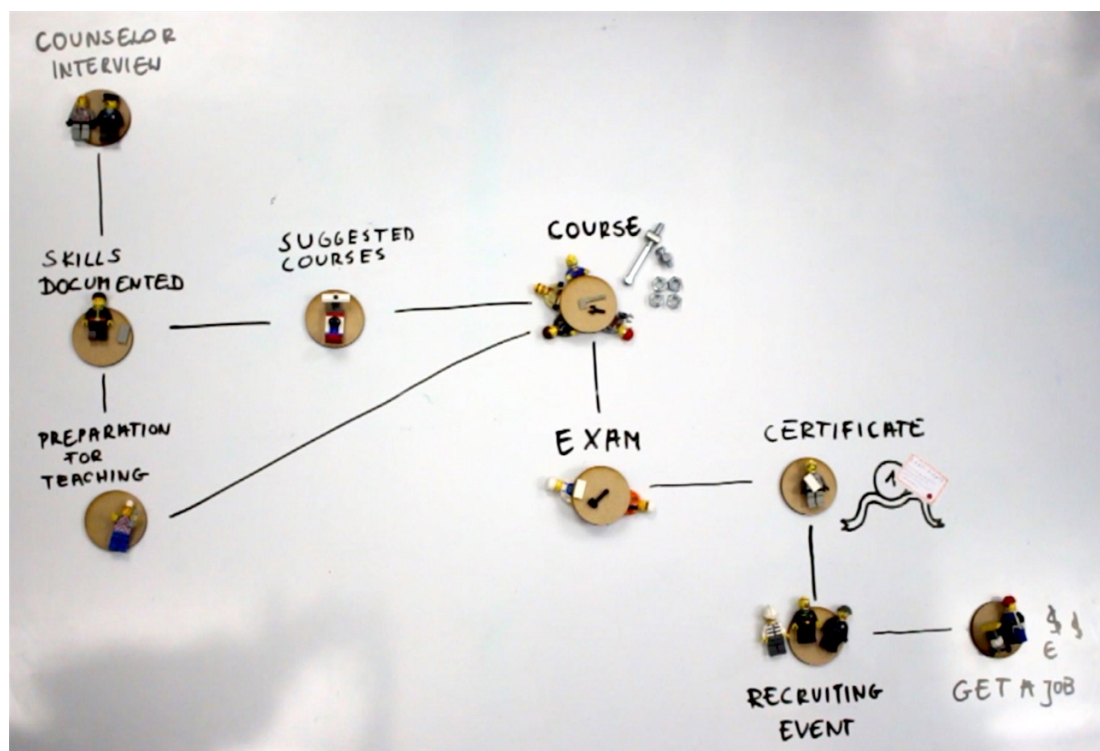 COUNSELOR
INTERVIEW
SKILLS
DOCUMENTED
SUGGESTED
COURSES
COURSE
PREPARATION
FOR
TEACHING
EXAM
CERTIFICATE
1
RECRUITING
EVENT
$ $
€
GET A JOB